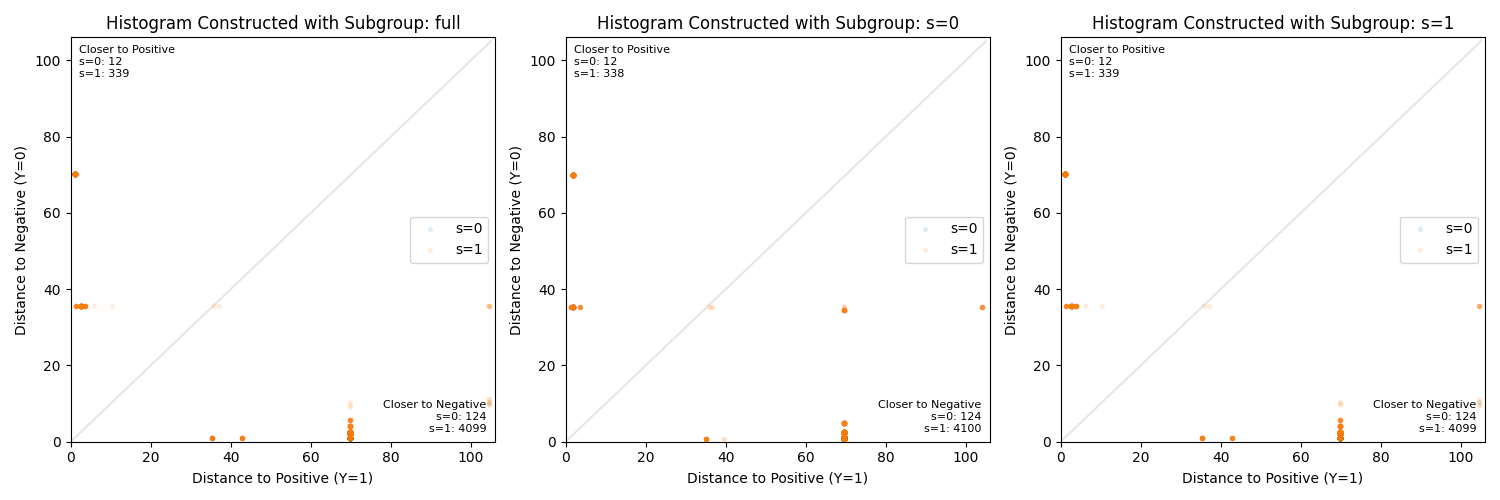 Histogram Constructed with Subgroup: full
Closer to Positive
s=0: 12
s=1: 339
s=0
s=1
Closer to Negative
s=0: 124
s=1: 4099
100
80
60
40
20
0
0 20 40 60 80 100
Distance to Negative (Y=0)
Distance to Positive (Y=1)
Histogram Constructed with Subgroup: s=0
Closer to Positive
s=0: 12
s=1: 338
s=0
s=1
Closer to Negative
s=0: 124
s=1: 4100
100
80
60
40
20
0
0 20 40 60 80 100
Distance to Negative (Y=0)
Distance to Positive (Y=1)
Histogram Constructed with Subgroup: s=1
Closer to Positive
s=0: 12
s=1: 339
s=0
s=1
Closer to Negative
s=0: 124
s=1: 4099
100
80
60
40
20
0
0 20 40 60 80 100
Distance to Negative (Y=0)
Distance to Positive (Y=1)